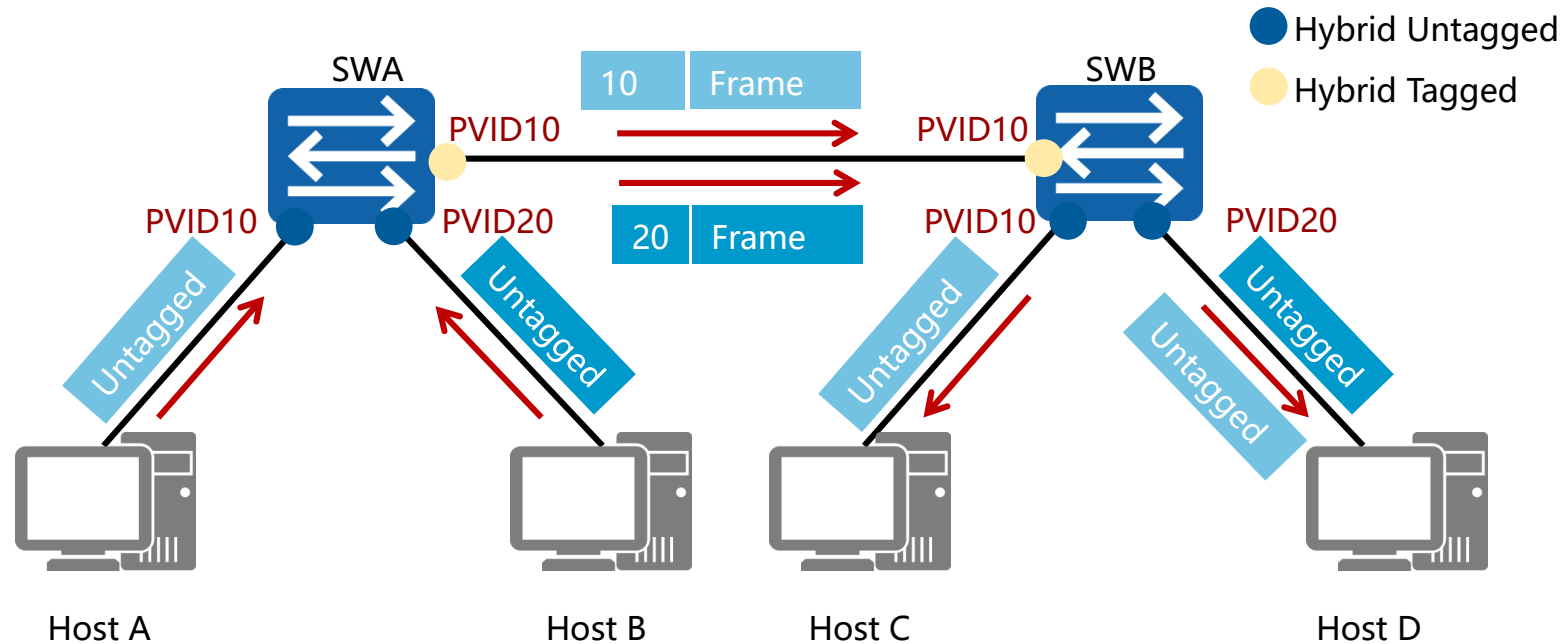 Hybrid Untagged
Hybrid Tagged
SWA
SWB
10 Frame
PVID10
PVID10
20 Frame
PVID10
PVID20
PVID10
PVID20
Untagged
Untagged
Untagged
Untagged
Untagged
Host A
Host B
Host C
Host D